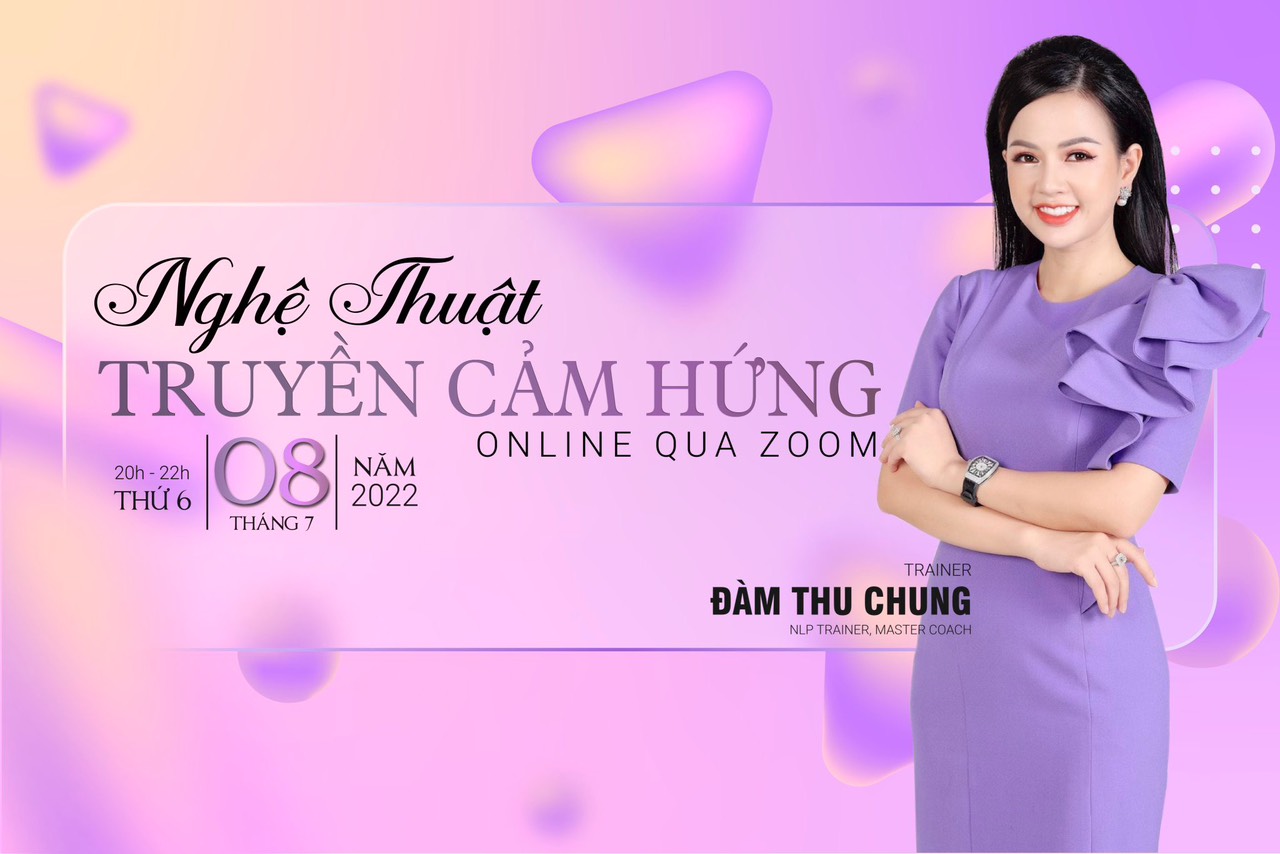 Nghệ Thuật
TRUYỀN CẢM HỨNG
ONLINE QUA ZOOM
20h - 22h
THỨ 6
08
THÁNG 7
NĂM
2022
TRAINER
ĐÀM THU CHUNG
NLP TRAINER, MASTER COACH